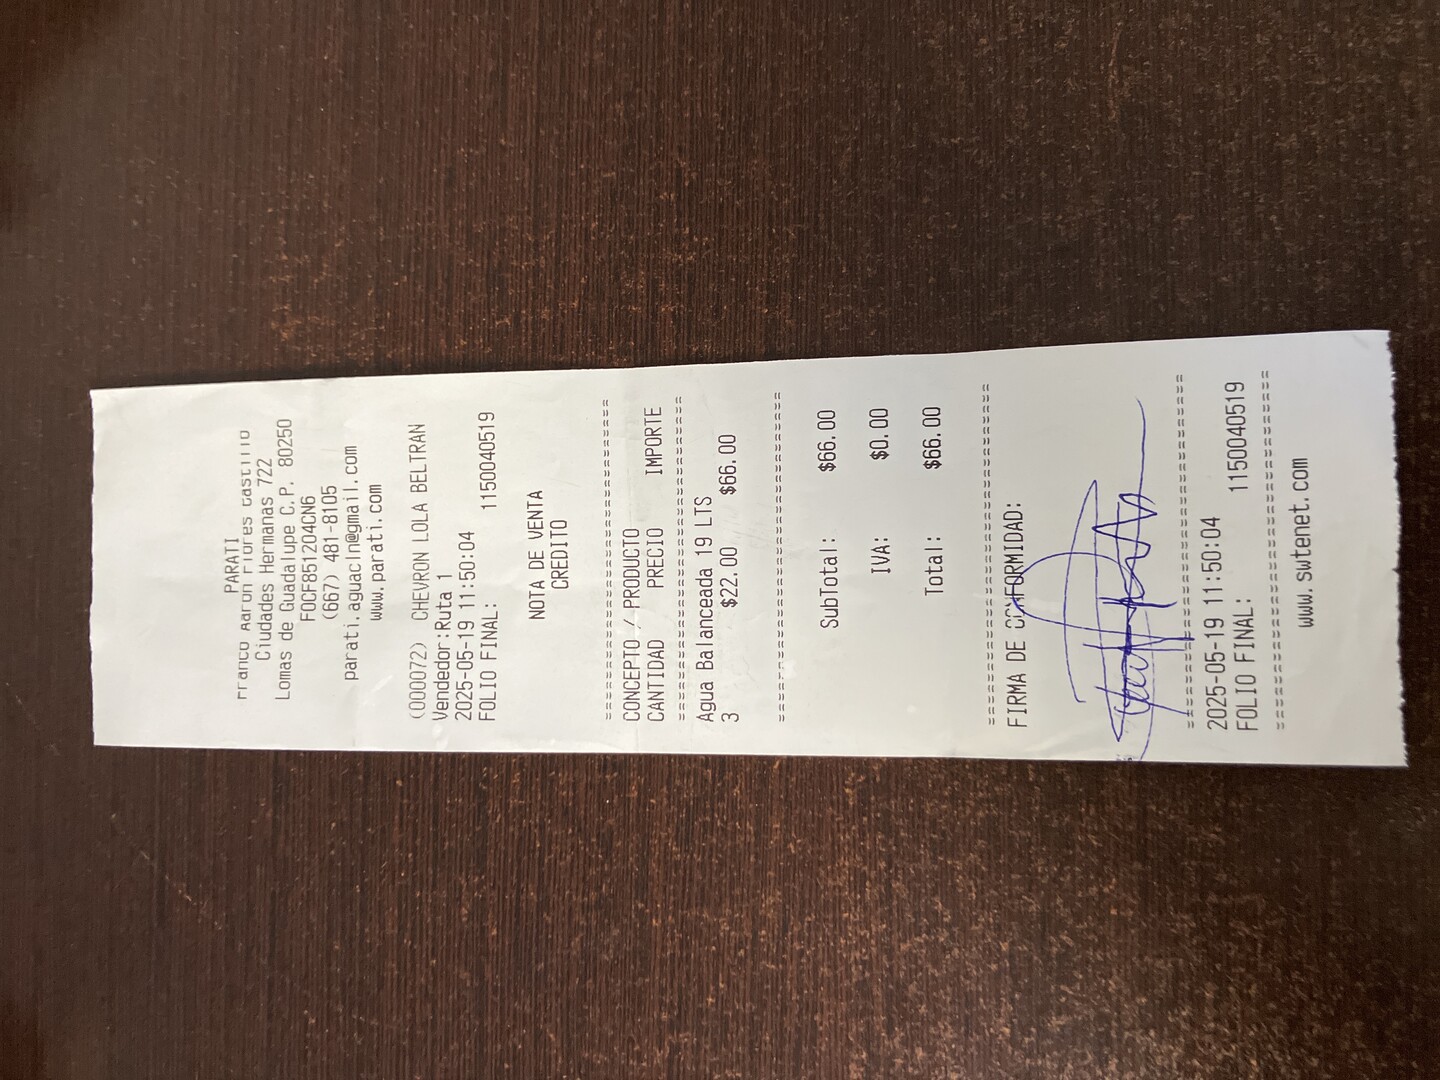 PARATI
Franco Aaron Flores Castillo
Ciudades Hermanas 722
Lomas de Guadalupe C.P. 80250
FOCF851204CN6
(667) 481-8105
parati.aguacln@gmail.com
www.parati.com
(000072) CHEVRON LOLA BELTRAN
Vendedor:Ruta 1
2025-05-19 11:50:04
FOLIO FINAL: 1150040519
NOTA DE VENTA
CREDITO
================================
CONCEPTO / PRODUCTO
CANTIDAD PRECIO IMPORTE
================================
Agua Balanceada 19 LTS
3 $22.00 $66.00
================================
SubTotal: $66.00
IVA: $0.00
Total: $66.00
================================
FIRMA DE CONFORMIDAD:
================================
2025-05-19 11:50:04
FOLIO FINAL: 1150040519
================================
www.swtenet.com